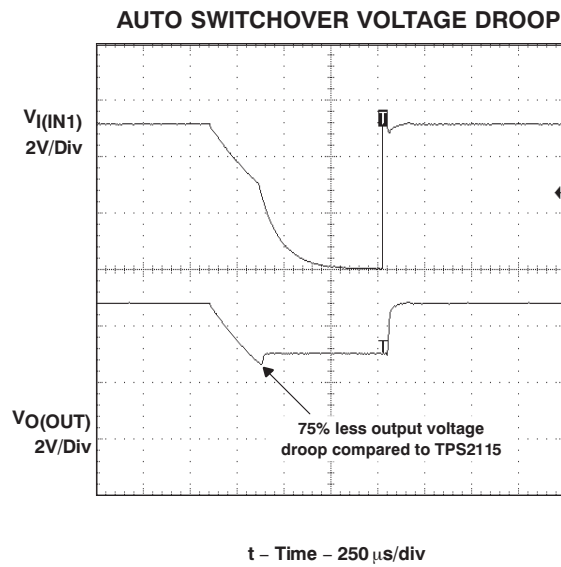 AUTO SWITCHOVER VOLTAGE DROOP
VI(IN1)
2V/Div
T
T
VO(OUT)
2V/Div
75% less output voltage
droop compared to TPS2115
t – Time – 250 μs/div